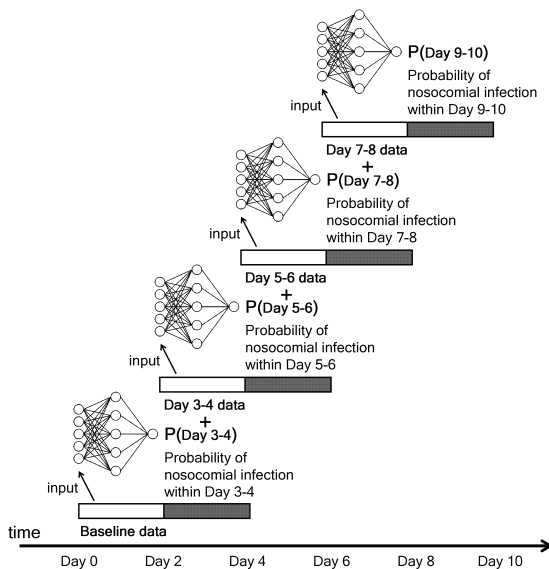 P(Day 9-10)
Probability of
nosocomial infection
within Day 9-10
input
Day 7-8 data
+
P(Day 7-8)
Probability of
nosocomial infection
within Day 7-8
input
Day 5-6 data
+
P(Day 5-6)
Probability of
nosocomial infection
within Day 5-6
input
Day 3-4 data
+
P(Day 3-4)
Probability of
nosocomial infection
within Day 3-4
input
Baseline data
time
Day 0 Day 2 Day 4 Day 6 Day 8 Day 10